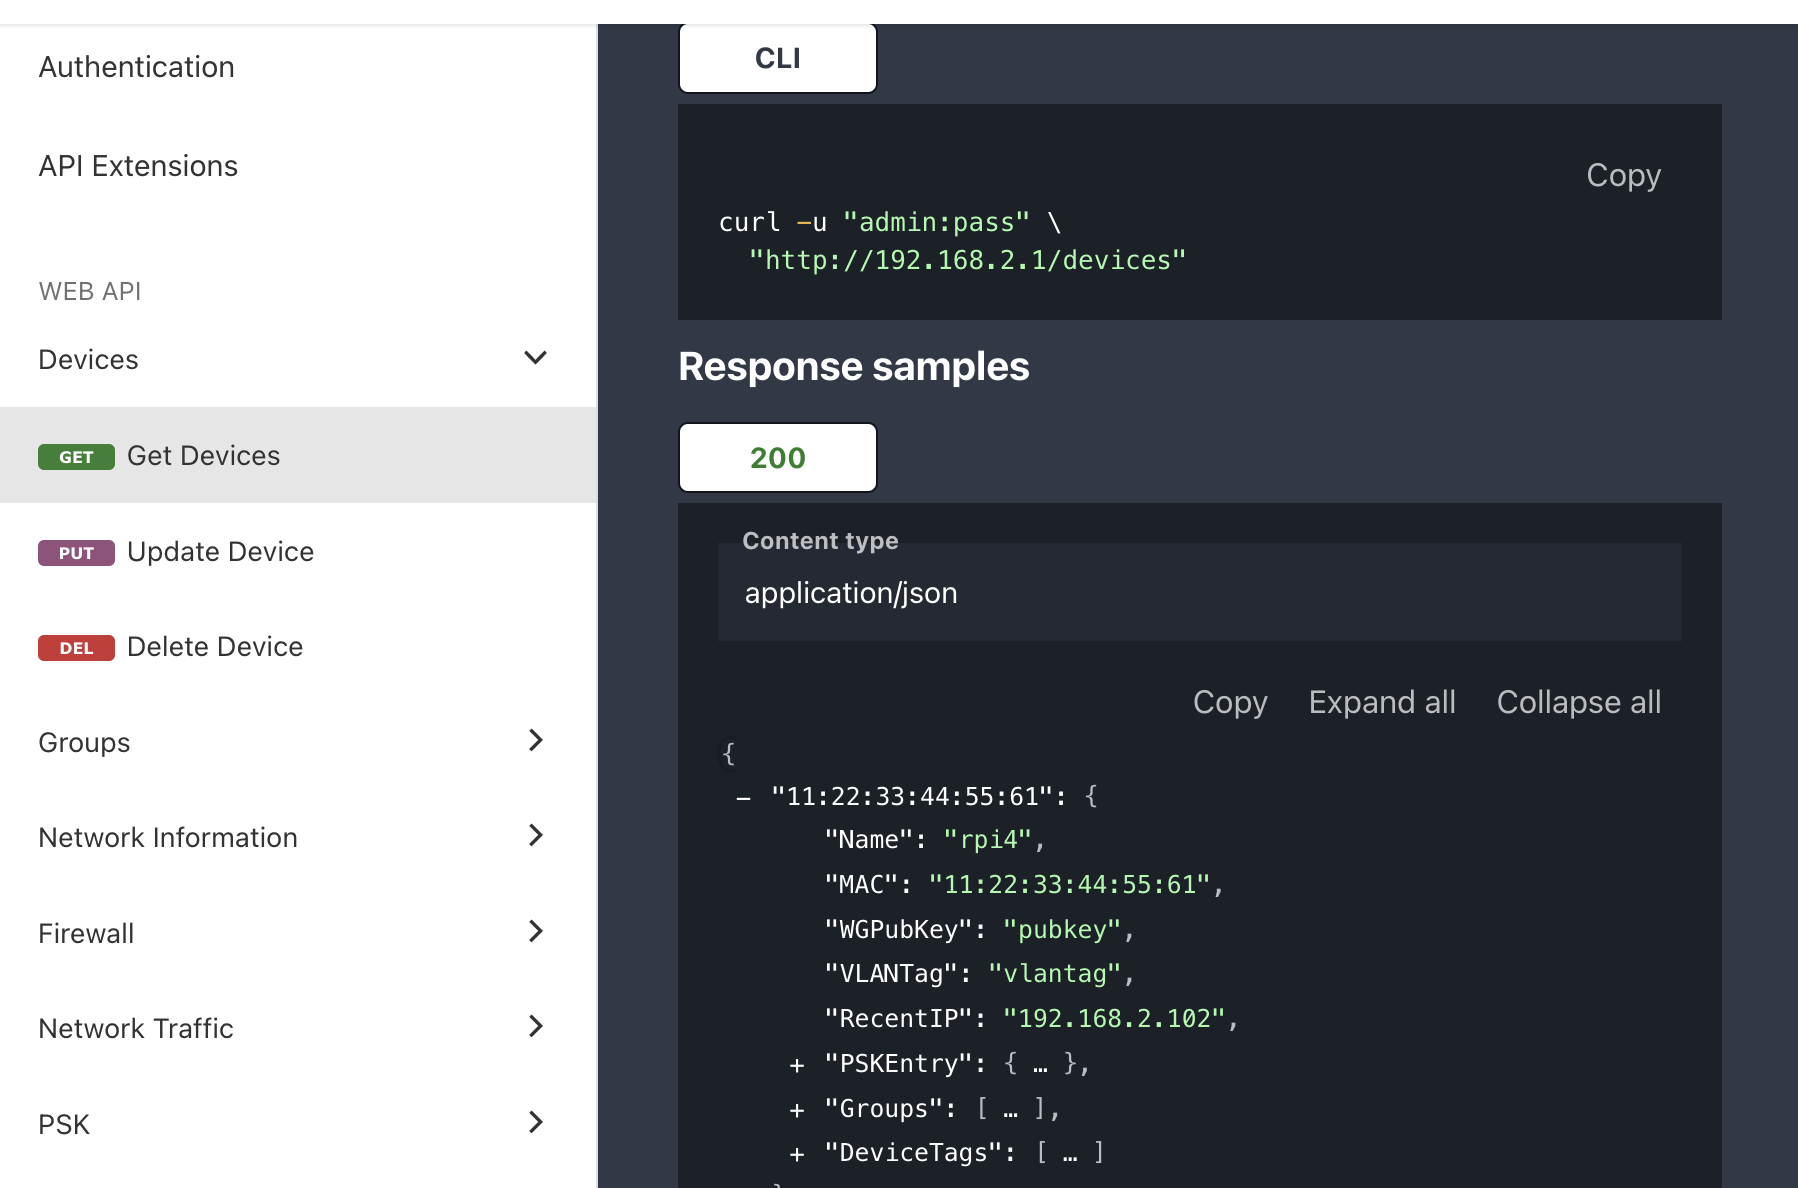 Authentication
API Extensions
WEB API
Devices
GET Get Devices
PUT Update Device
DEL Delete Device
Groups
Network Information
Firewall
Network Traffic
PSK
CLI
Copy
curl -u "admin:pass" \
"http://192.168.2.1/devices"
Response samples
200
Content type
application/json
Copy Expand all Collapse all
{
– "11:22:33:44:55:61": {
"Name": "rpi4",
"MAC": "11:22:33:44:55:61",
"WGPubKey": "pubkey",
"VLANTag": "vlantag",
"RecentIP": "192.168.2.102",
+ "PSKEntry": { … },
+ "Groups": [ … ],
+ "DeviceTags": [ … ]